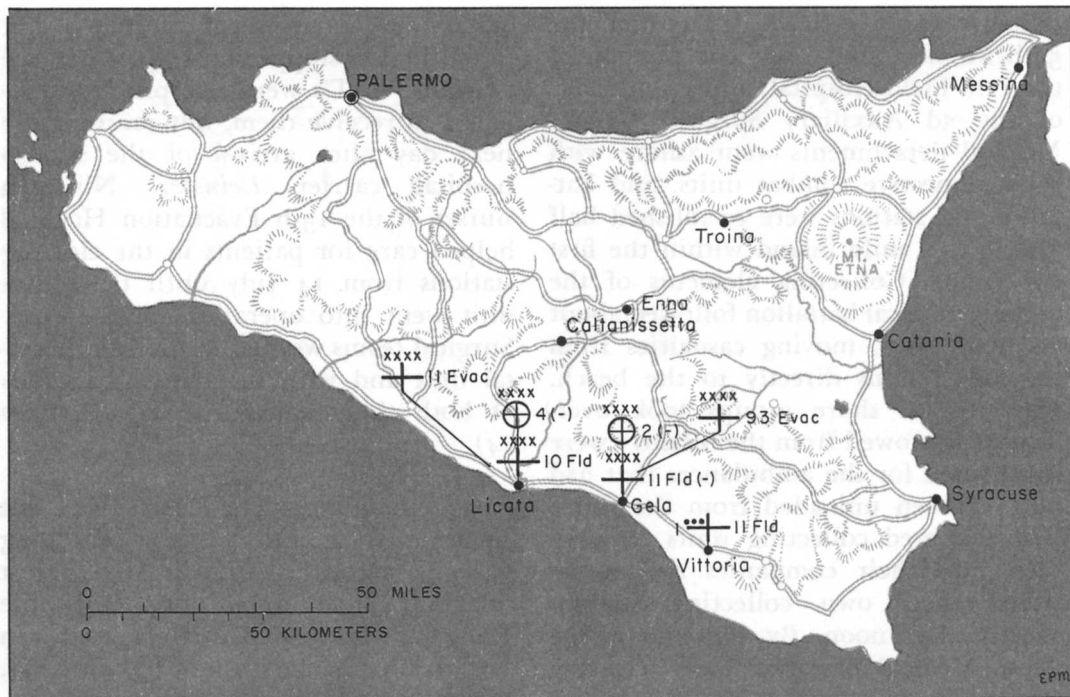 PALERMO
Messina
Troina
MT. ETNA
Enna
Caltanissetta
Catania
xxxx
11 Evac
xxxx
4(-)
xxxx
10 Fld
xxxx
2(-)
xxxx
11 Fld(-)
xxxx
93 Evac
Licata
Gela
1
11 Fld
Vittoria
Syracuse
0 50 MILES
0 50 KILOMETERS
EPM